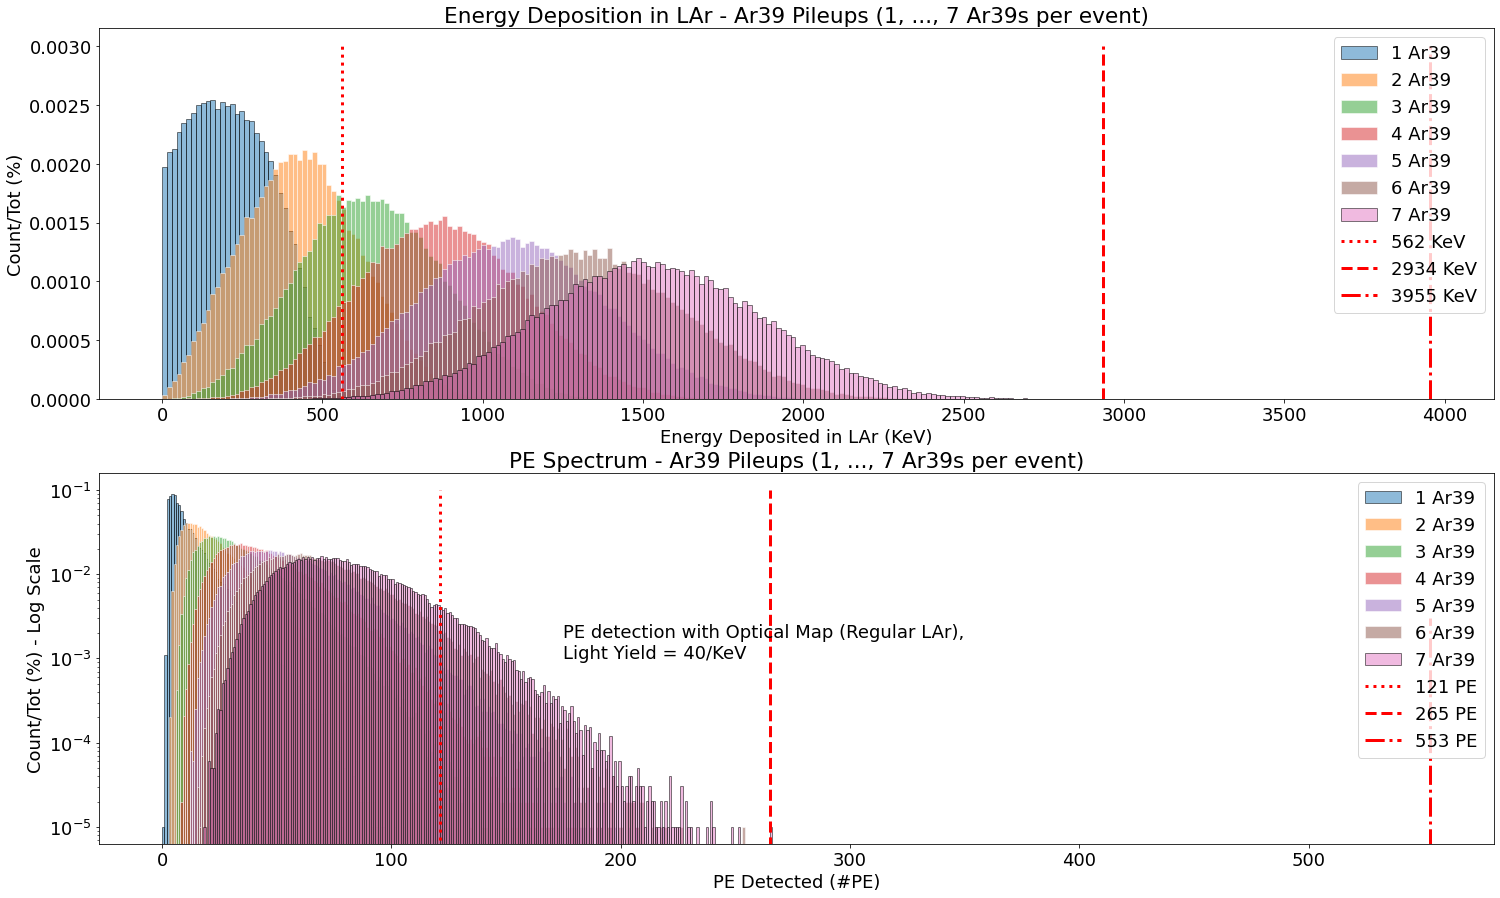 Energy Deposition in LAr - Ar39 Pileups (1, ..., 7 Ar39s per event)
Count/Tot (%)
0.0030
0.0025
0.0020
0.0015
0.0010
0.0005
0.0000
1 Ar39
2 Ar39
3 Ar39
4 Ar39
5 Ar39
6 Ar39
7 Ar39
562 KeV
2934 KeV
3955 KeV
0 500 1000 1500 2000 2500 3000 3500 4000
Energy Deposited in LAr (KeV)
PE Spectrum - Ar39 Pileups (1, ..., 7 Ar39s per event)
Count/Tot (%) - Log Scale
10⁻¹
10⁻²
10⁻³
10⁻⁴
10⁻⁵
PE detection with Optical Map (Regular LAr),
Light Yield = 40/KeV
1 Ar39
2 Ar39
3 Ar39
4 Ar39
5 Ar39
6 Ar39
7 Ar39
121 PE
265 PE
553 PE
0 100 200 300 400 500
PE Detected (#PE)